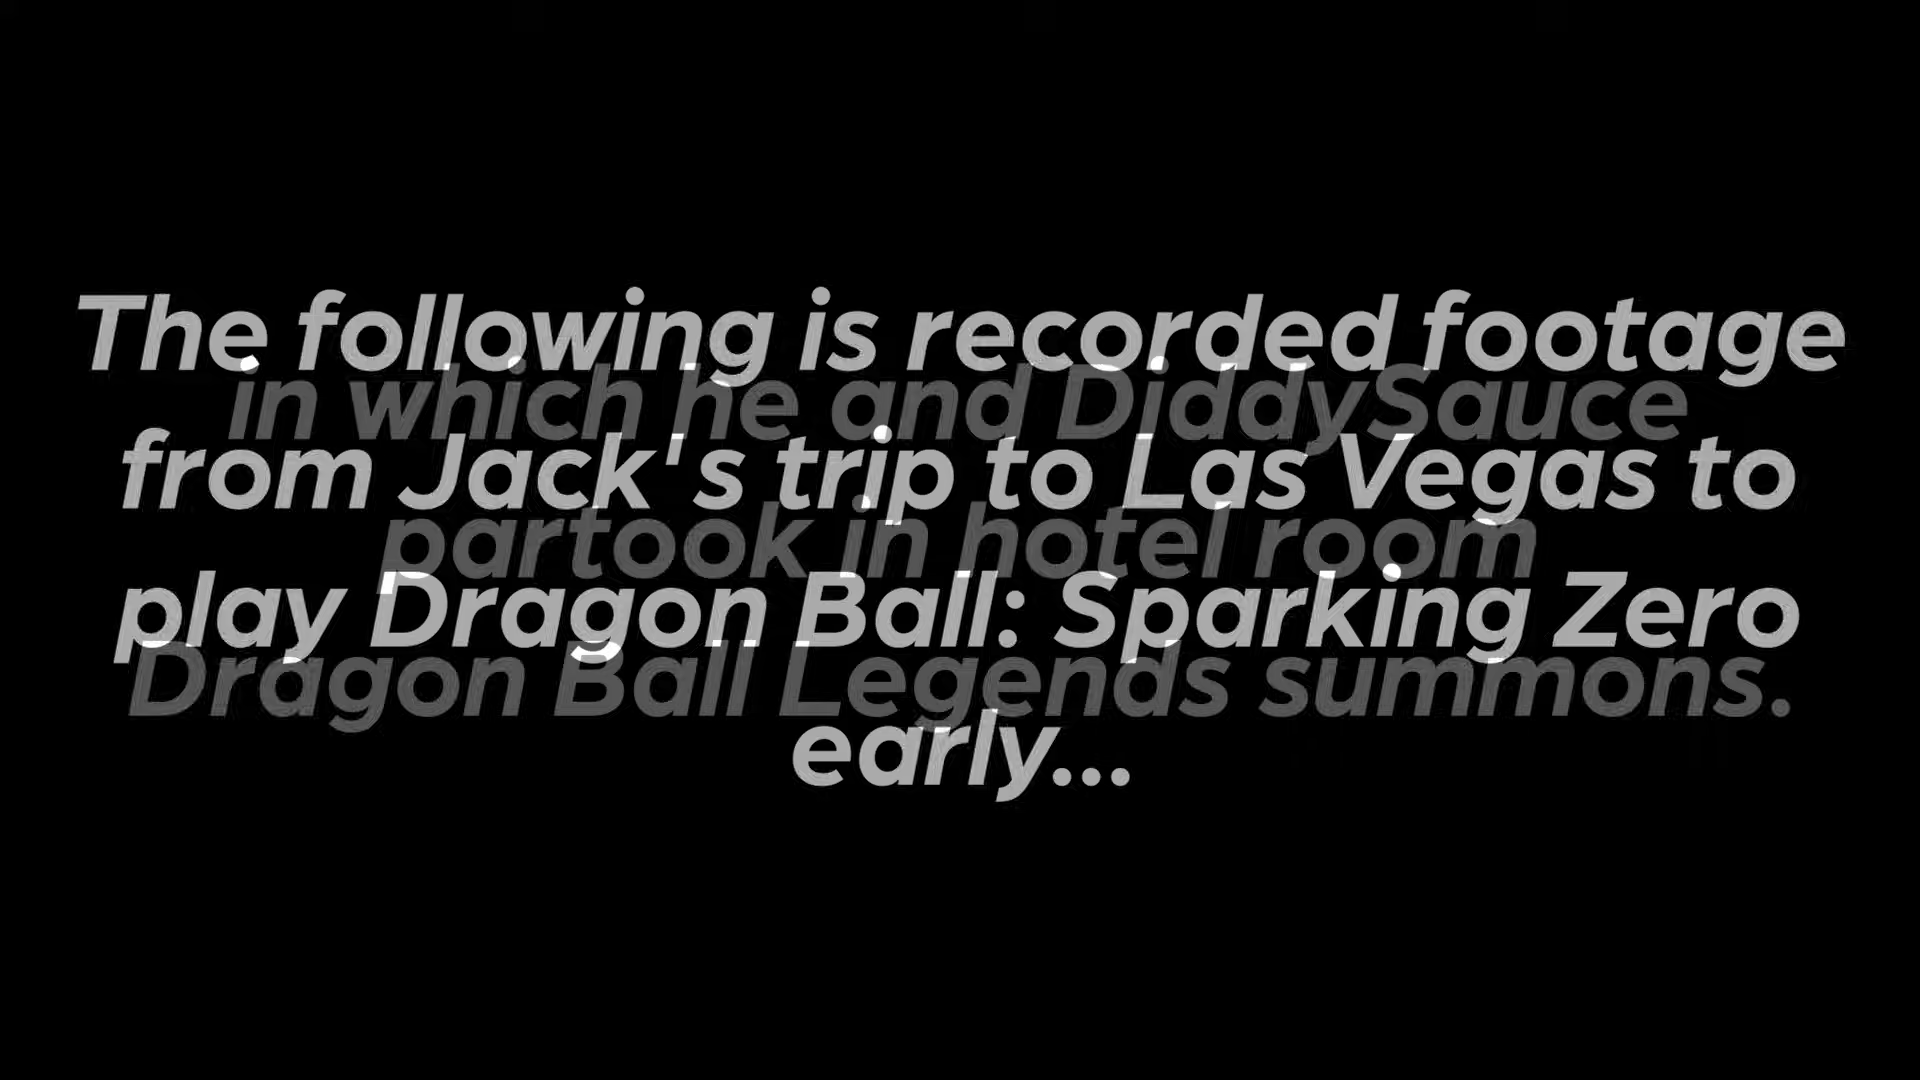 The following is recorded footage
from Jack's trip to Las Vegas to
play Dragon Ball: Sparking Zero
early...
in which he and DiddySauce
partook in hotel room
Dragon Ball Legends summons.